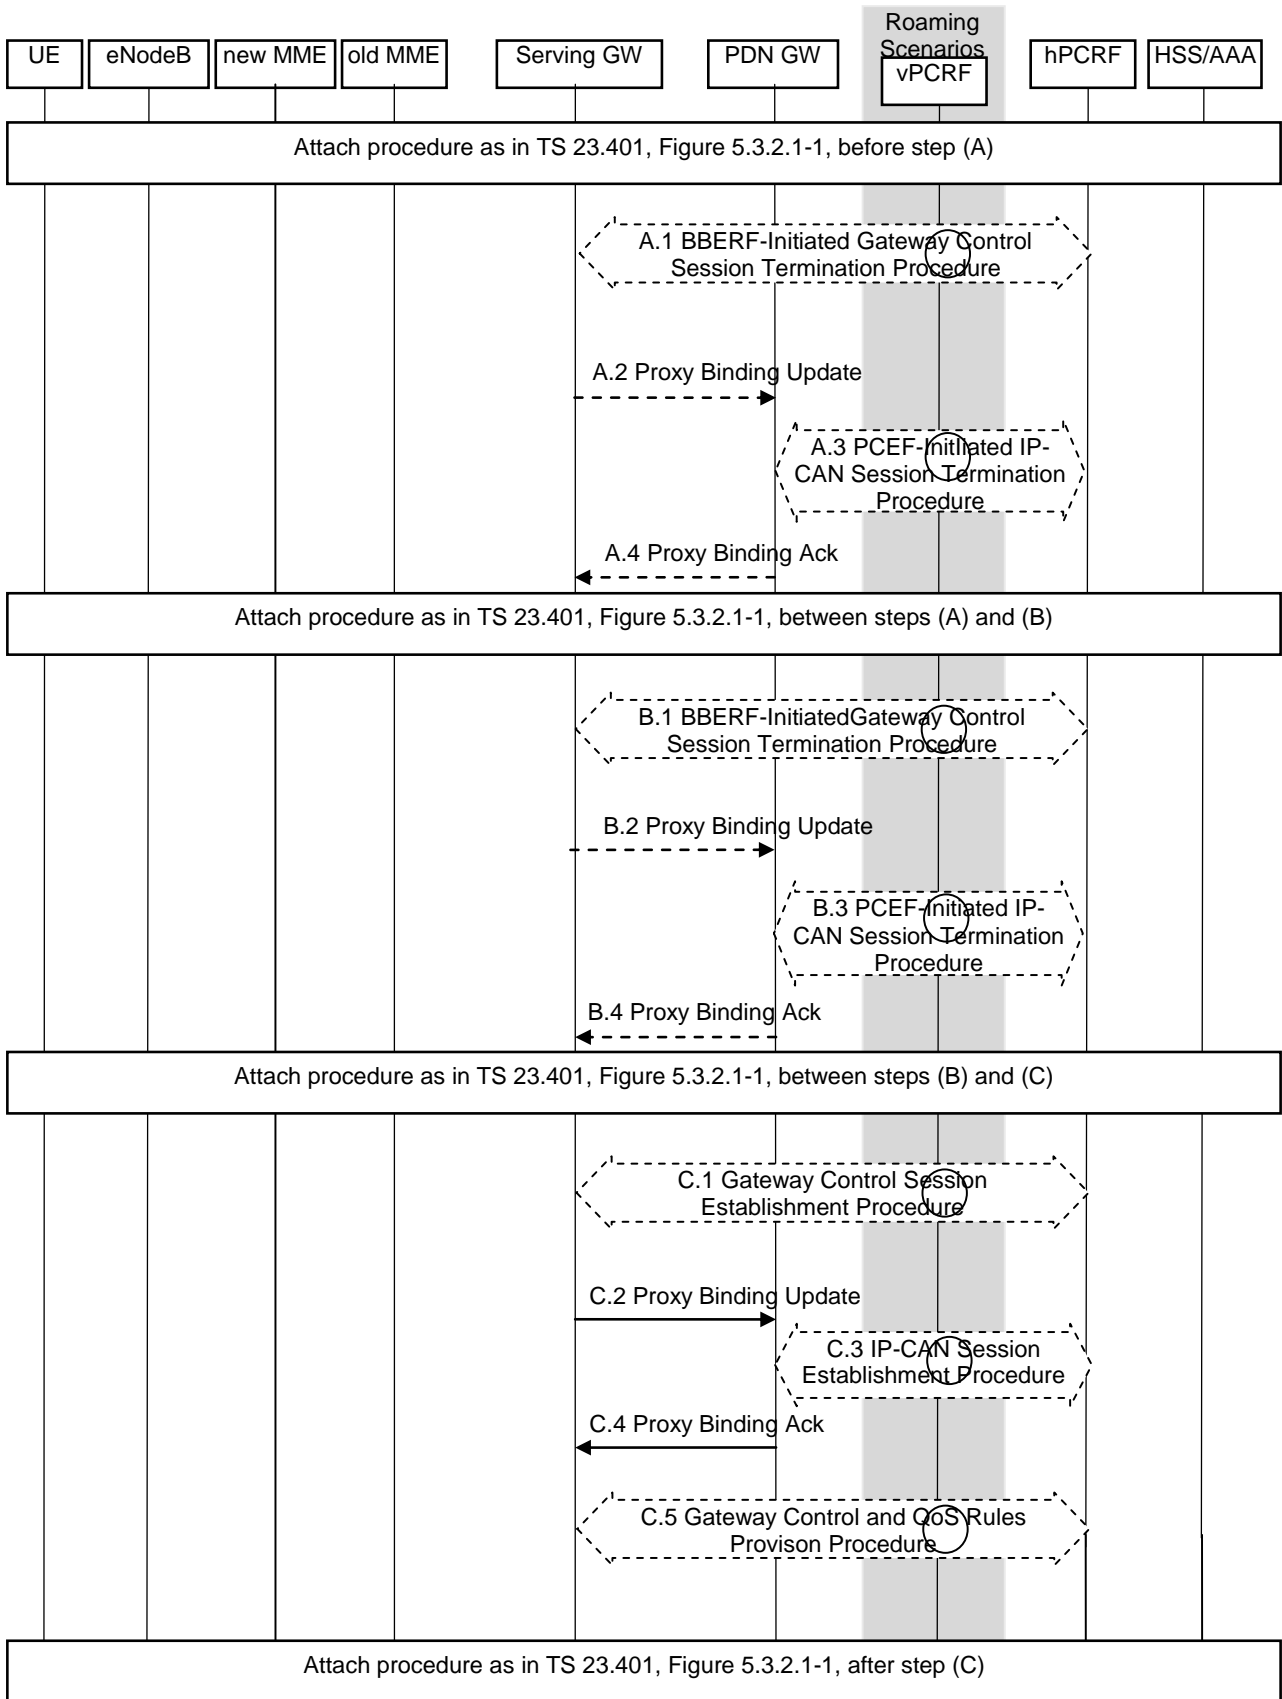 Roaming
Scenarios
UE
eNodeB
new MME
old MME
Serving GW
PDN GW
vPCRF
hPCRF
HSS/AAA
Attach procedure as in TS 23.401, Figure 5.3.2.1-1, before step (A)
A.1 BBERF-Initiated Gateway Control
Session Termination Procedure
A.2 Proxy Binding Update
A.3 PCEF-Initliated IP-
CAN Session Termination
Procedure
A.4 Proxy Binding Ack
Attach procedure as in TS 23.401, Figure 5.3.2.1-1, between steps (A) and (B)
B.1 BBERF-InitiatedGateway Control
Session Termination Procedure
B.2 Proxy Binding Update
B.3 PCEF-Initiated IP-
CAN Session Termination
Procedure
B.4 Proxy Binding Ack
Attach procedure as in TS 23.401, Figure 5.3.2.1-1, between steps (B) and (C)
C.1 Gateway Control Session
Establishment Procedure
C.2 Proxy Binding Update
C.3 IP-CAN Session
Establishment Procedure
C.4 Proxy Binding Ack
C.5 Gateway Control and QoS Rules
Provison Procedure
Attach procedure as in TS 23.401, Figure 5.3.2.1-1, after step (C)